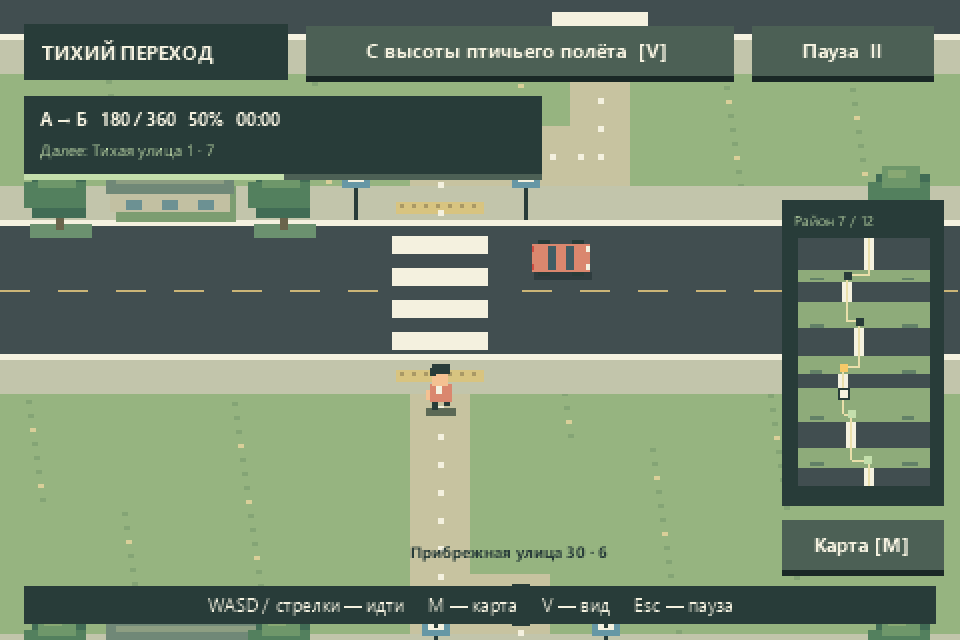 ТИХИЙ ПЕРЕХОД
С высоты птичьего полёта [V]
Пауза II
А — Б 180 / 360 50% 00:00
Далее: Тихая улица 1 · 7
Район 7 / 12
Карта [M]
Прибрежная улица 30 · 6
WASD / стрелки — идти M — карта V — вид Esc — пауза